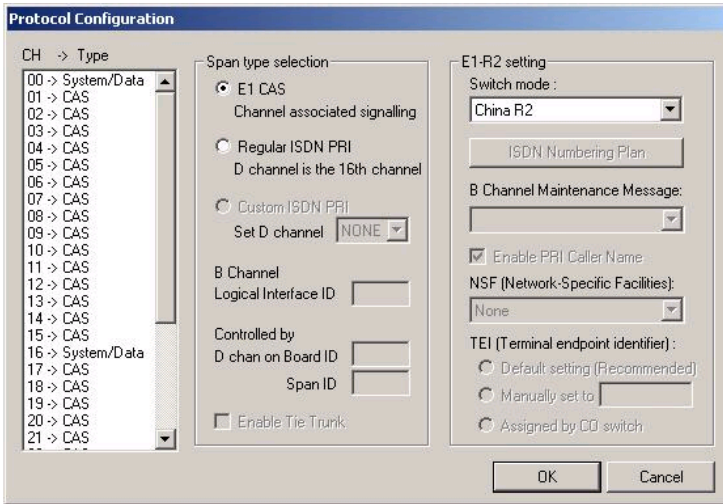 Protocol Configuration
CH -> Type
00 -> System/Data
01 -> CAS
02 -> CAS
03 -> CAS
04 -> CAS
05 -> CAS
06 -> CAS
07 -> CAS
08 -> CAS
09 -> CAS
10 -> CAS
11 -> CAS
12 -> CAS
13 -> CAS
14 -> CAS
15 -> CAS
16 -> System/Data
17 -> CAS
18 -> CAS
19 -> CAS
20 -> CAS
21 -> CAS
Span type selection
E1 CAS
Channel associated signalling
Regular ISDN PRI
D channel is the 16th channel
Custom ISDN PRI
Set D channel NONE
B Channel
Logical Interface ID
Controlled by
D chan on Board ID
Span ID
Enable Tie Trunk
E1-R2 setting
Switch mode :
China R2
ISDN Numbering Plan
B Channel Maintenance Message:
Enable PRI Caller Name
NSF (Network-Specific Facilities):
None
TEI (Terminal endpoint identifier) :
Default setting (Recommended)
Manually set to
Assigned by CO switch
OK
Cancel